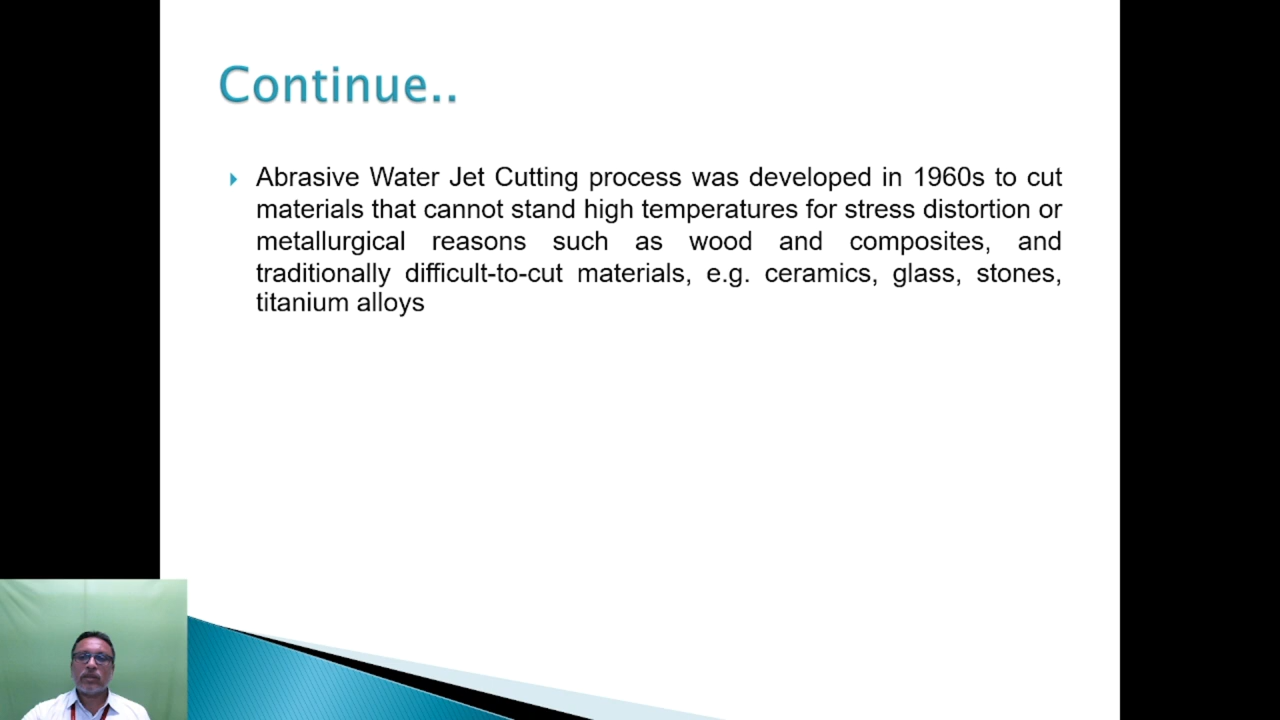 Continue..
Abrasive Water Jet Cutting process was developed in 1960s to cut
materials that cannot stand high temperatures for stress distortion or
metallurgical reasons such as wood and composites, and
traditionally difficult-to-cut materials, e.g. ceramics, glass, stones,
titanium alloys